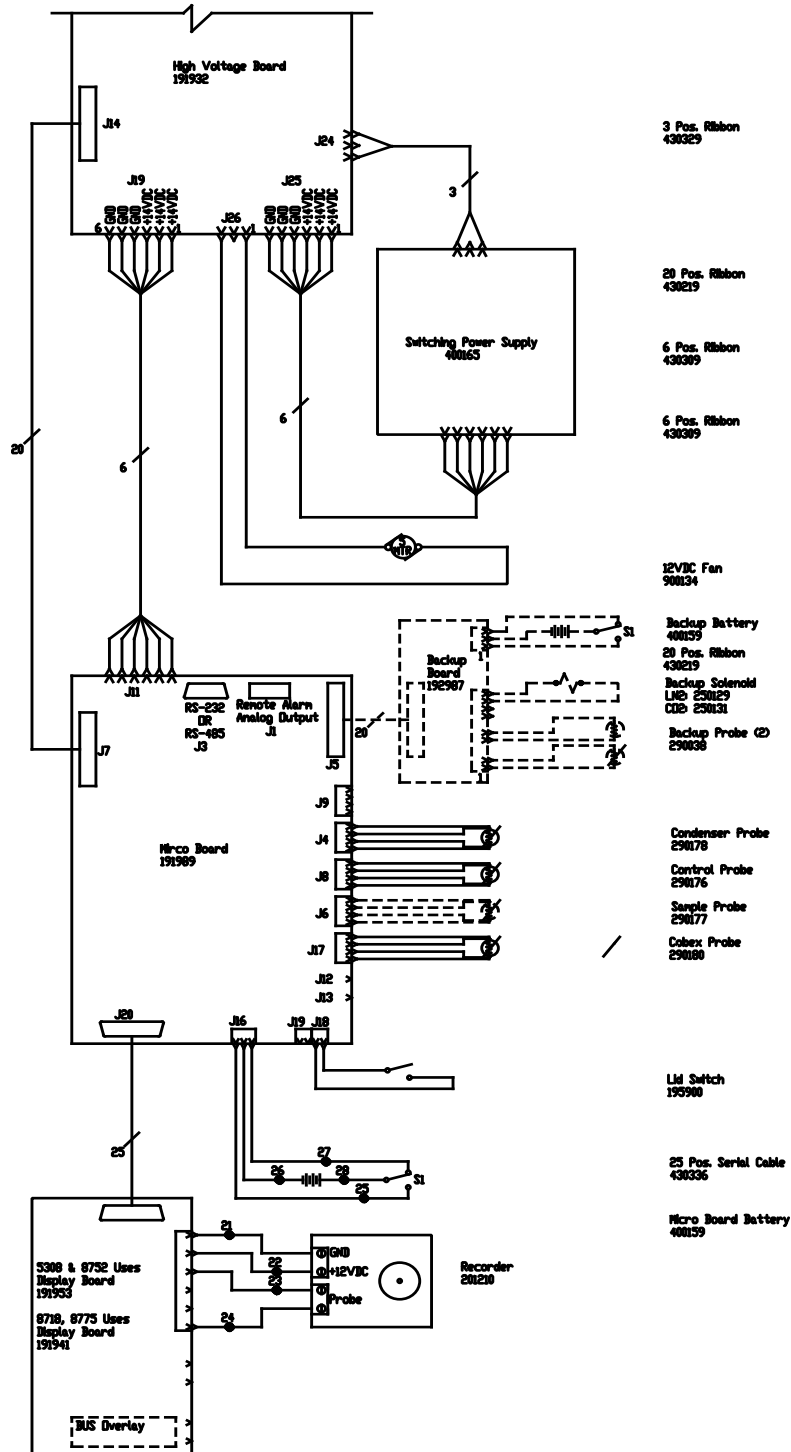 High Voltage Board
191932
J14
J24
3 Pos. Ribbon
430329
J19
J25
3
GND
GND
GND
+14VDC
+14VDC
+14VDC
GND
GND
GND
+14VDC
+14VDC
+14VDC
6
1
J26
1
1
20 Pos. Ribbon
430219
Switching Power Supply
400165
6 Pos. Ribbon
430309
6
6 Pos. Ribbon
430309
20
6
5
MTR
12VDC Fan
900134
S1
Backup Battery
400159
Backup
Board
192987
1
20 Pos. Ribbon
430219
J11
RS-232
OR
RS-485
J3
Remote Alarm
Analog Output
J1
Backup Solenoid
LN2: 250129
CO2: 250131
20
Backup Probe (2)
290038
J7
J5
1
J9
J4
Condenser Probe
290178
Mirco Board
191989
J8
Control Probe
290176
J6
Sample Probe
290177
J17
Cobex Probe
290180
J12
J13
J20
J16
J19
J18
Lid Switch
195900
25
27
25 Pos. Serial Cable
430336
26
28
S1
25
Micro Board Battery
400159
21
GND
5308 & 8752 Uses
Display Board
191953
22
+12VDC
Recorder
201210
23
Probe
8718, 8775 Uses
Display Board
191941
24
BUS Overlay